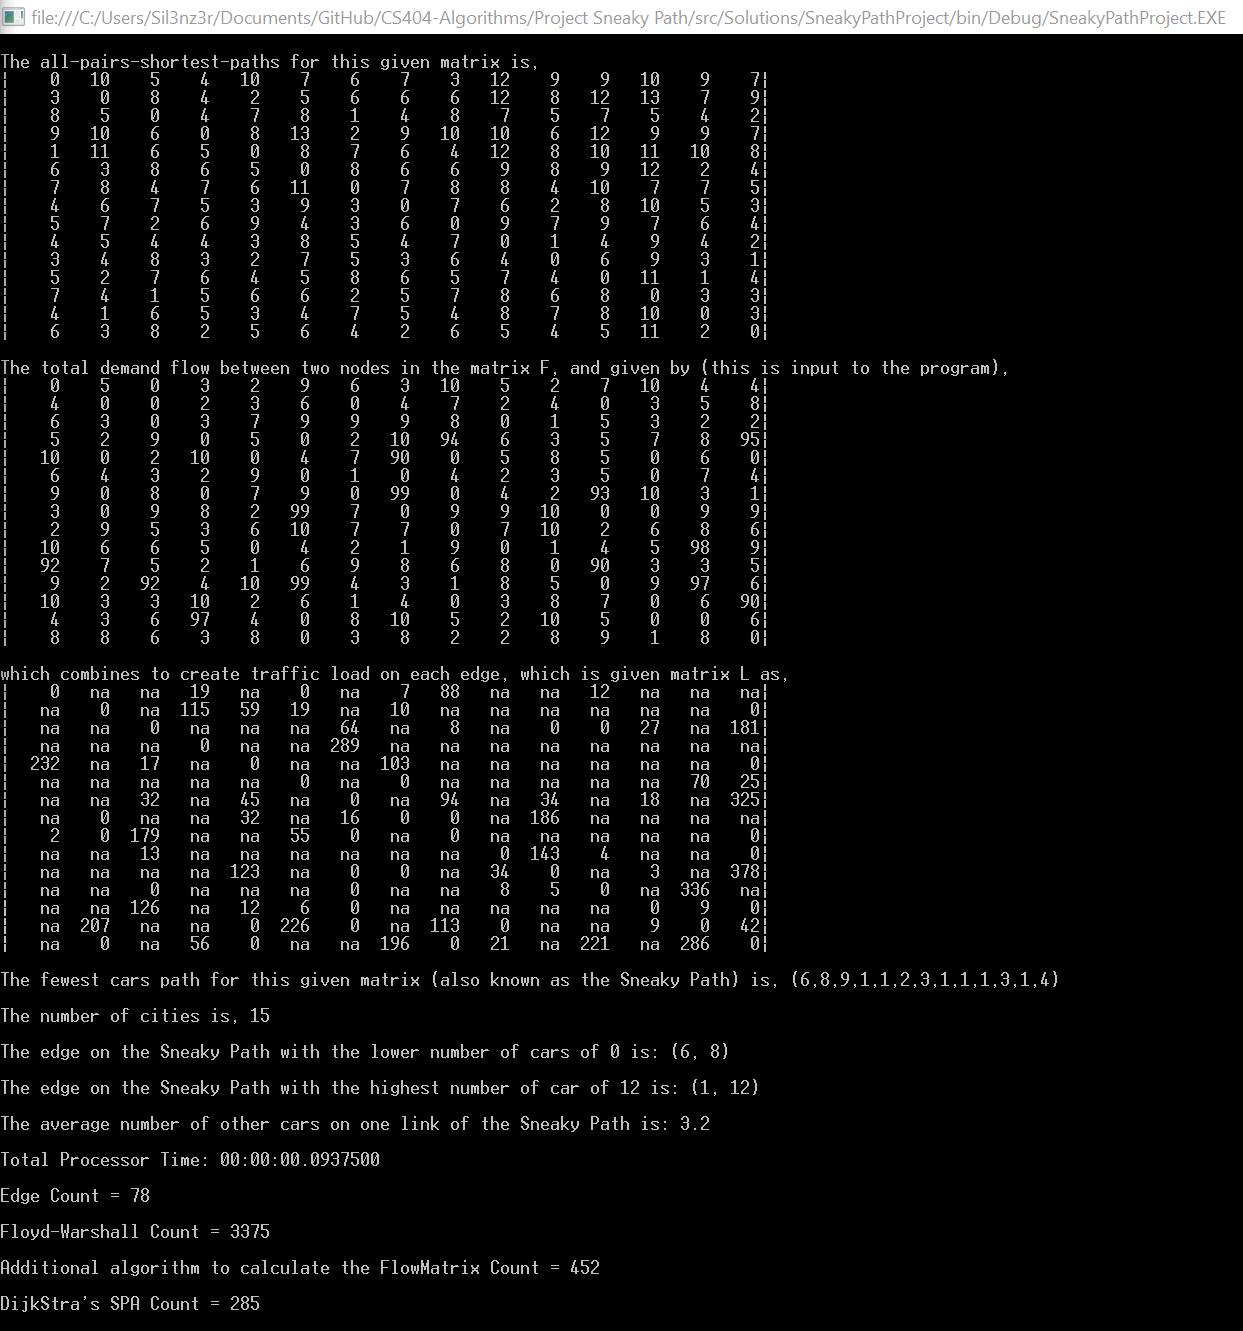 file:///C:/Users/Sil3nz3r/Documents/GitHub/CS404-Algorithms/Project Sneaky Path/src/Solutions/SneakyPathProject/bin/Debug/SneakyPathProject.EXE
The all-pairs-shortest-paths for this given matrix is,
¦ 0 10 5 4 10 7 6 7 3 12 9 9 10 9 7¦
¦ 3 0 8 4 2 5 6 6 6 12 8 12 13 7 9¦
¦ 8 5 0 4 7 8 1 4 8 7 5 7 5 4 2¦
¦ 9 10 6 0 8 13 2 9 10 10 6 12 9 9 7¦
¦ 1 11 6 5 0 8 7 6 4 12 8 10 11 10 8¦
¦ 6 3 8 6 5 0 8 6 6 9 8 9 12 2 4¦
¦ 7 8 4 7 6 11 0 7 8 8 4 10 7 7 5¦
¦ 4 6 7 5 3 9 3 0 7 6 2 8 10 5 3¦
¦ 5 7 2 6 9 4 3 6 0 9 7 9 7 6 4¦
¦ 4 5 4 4 3 8 5 4 7 0 1 4 9 4 2¦
¦ 3 4 8 3 2 7 5 3 6 4 0 6 9 3 1¦
¦ 5 2 7 6 4 5 8 6 5 7 4 0 11 1 4¦
¦ 7 4 1 5 6 6 2 5 7 8 6 8 0 3 3¦
¦ 4 1 6 5 3 4 7 5 4 8 7 8 10 0 3¦
¦ 6 3 8 2 5 6 4 2 6 5 4 5 11 2 0¦
The total demand flow between two nodes in the matrix F, and given by (this is input to the program),
¦ 0 5 0 3 2 9 6 3 10 5 2 7 10 4 4¦
¦ 4 0 0 2 3 6 0 4 7 2 4 0 3 5 8¦
¦ 6 3 0 3 7 9 9 9 8 0 1 5 3 2 2¦
¦ 5 2 9 0 5 0 2 10 94 6 3 5 7 8 95¦
¦ 10 0 2 10 0 4 7 90 0 5 8 5 0 6 0¦
¦ 6 4 3 2 9 0 1 0 4 2 3 5 0 7 4¦
¦ 9 0 8 0 7 9 0 99 0 4 2 93 10 3 1¦
¦ 3 0 9 8 2 99 7 0 9 9 10 0 0 9 9¦
¦ 2 9 5 3 6 10 7 7 0 7 10 2 6 8 6¦
¦ 10 6 6 5 0 4 2 1 9 0 1 4 5 98 9¦
¦ 92 7 5 2 1 6 9 8 6 8 0 90 3 3 5¦
¦ 9 2 92 4 10 99 4 3 1 8 5 0 9 97 6¦
¦ 10 3 3 10 2 6 1 4 0 3 8 7 0 6 90¦
¦ 4 3 6 97 4 0 8 10 5 2 10 5 0 0 6¦
¦ 8 8 6 3 8 0 3 8 2 2 8 9 1 8 0¦
which combines to create traffic load on each edge, which is given matrix L as,
¦ 0 na na 19 na 0 na 7 88 na na 12 na na na¦
¦ na 0 na 115 59 19 na 10 na na na na na na 0¦
¦ na na 0 na na na 64 na 8 na 0 0 27 na 181¦
¦ na na na 0 na na 289 na na na na na na na na¦
¦ 232 na 17 na 0 na na 103 na na na na na na 0¦
¦ na na na na na 0 na 0 na na na na na 70 25¦
¦ na na 32 na 45 na 0 na 94 na 34 na 18 na 325¦
¦ na 0 na na 32 na 16 0 0 na 186 na na na na¦
¦ 2 0 179 na na 55 0 na 0 na na na na na 0¦
¦ na na 13 na na na na na na 0 143 4 na na 0¦
¦ na na na na 123 na 0 0 na 34 0 na 3 na 378¦
¦ na na 0 na na na 0 na na 8 5 0 na 336 na¦
¦ na na 126 na 12 6 0 na na na na na 0 9 0¦
¦ na 207 na na 0 226 0 na 113 0 na na 9 0 42¦
¦ na 0 na 56 0 na na 196 0 21 na 221 na 286 0¦
The fewest cars path for this given matrix (also known as the Sneaky Path) is, (6,8,9,1,1,2,3,1,1,1,3,1,4)
The number of cities is, 15
The edge on the Sneaky Path with the lower number of cars of 0 is: (6, 8)
The edge on the Sneaky Path with the highest number of car of 12 is: (1, 12)
The average number of other cars on one link of the Sneaky Path is: 3.2
Total Processor Time: 00:00:00.0937500
Edge Count = 78
Floyd-Warshall Count = 3375
Additional algorithm to calculate the FlowMatrix Count = 452
DijkStra's SPA Count = 285